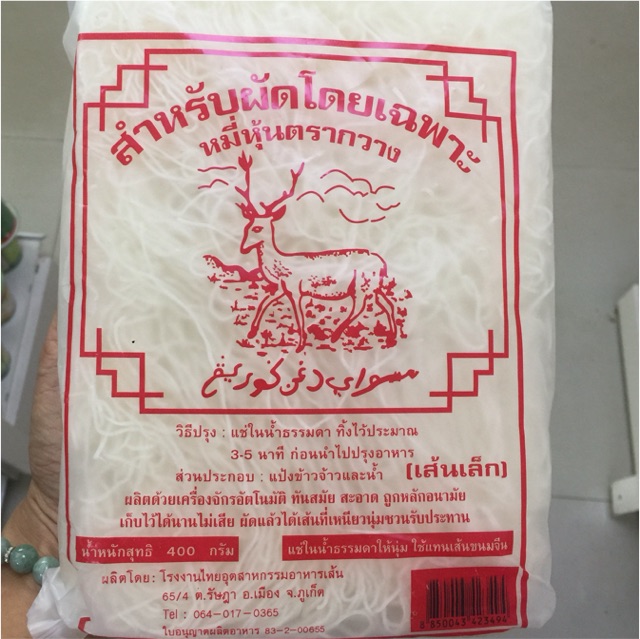 สำหรับผัดโดยเฉพาะ
หมี่หุ้นตรากวาง
سواي دغن كوريڠ
วิธีปรุง : แช่ในน้ำธรรมดา ทิ้งไว้ประมาณ
3-5 นาที ก่อนนำไปปรุงอาหาร
ส่วนประกอบ : แป้งข้าวจ้าวและน้ำ (เส้นเล็ก)
ผลิตด้วยเครื่องจักรอัตโนมัติ ทันสมัย สะอาด ถูกหลักอนามัย
เก็บไว้ได้นานไม่เสีย ผัดแล้วได้เส้นที่เหนียวนุ่มชวนรับประทาน
น้ำหนักสุทธิ 400 กรัม
แช่ในน้ำธรรมดาให้นุ่ม ใช้แทนเส้นขนมจีน
ผลิตโดย: โรงงานไทยอุตสาหกรรมอาหารเส้น
65/4 ต.รัษฎา อ.เมือง จ.ภูเก็ต
Tel : 064-017-0365
ใบอนุญาตผลิตอาหาร 83-2-00655
8 850043 423494